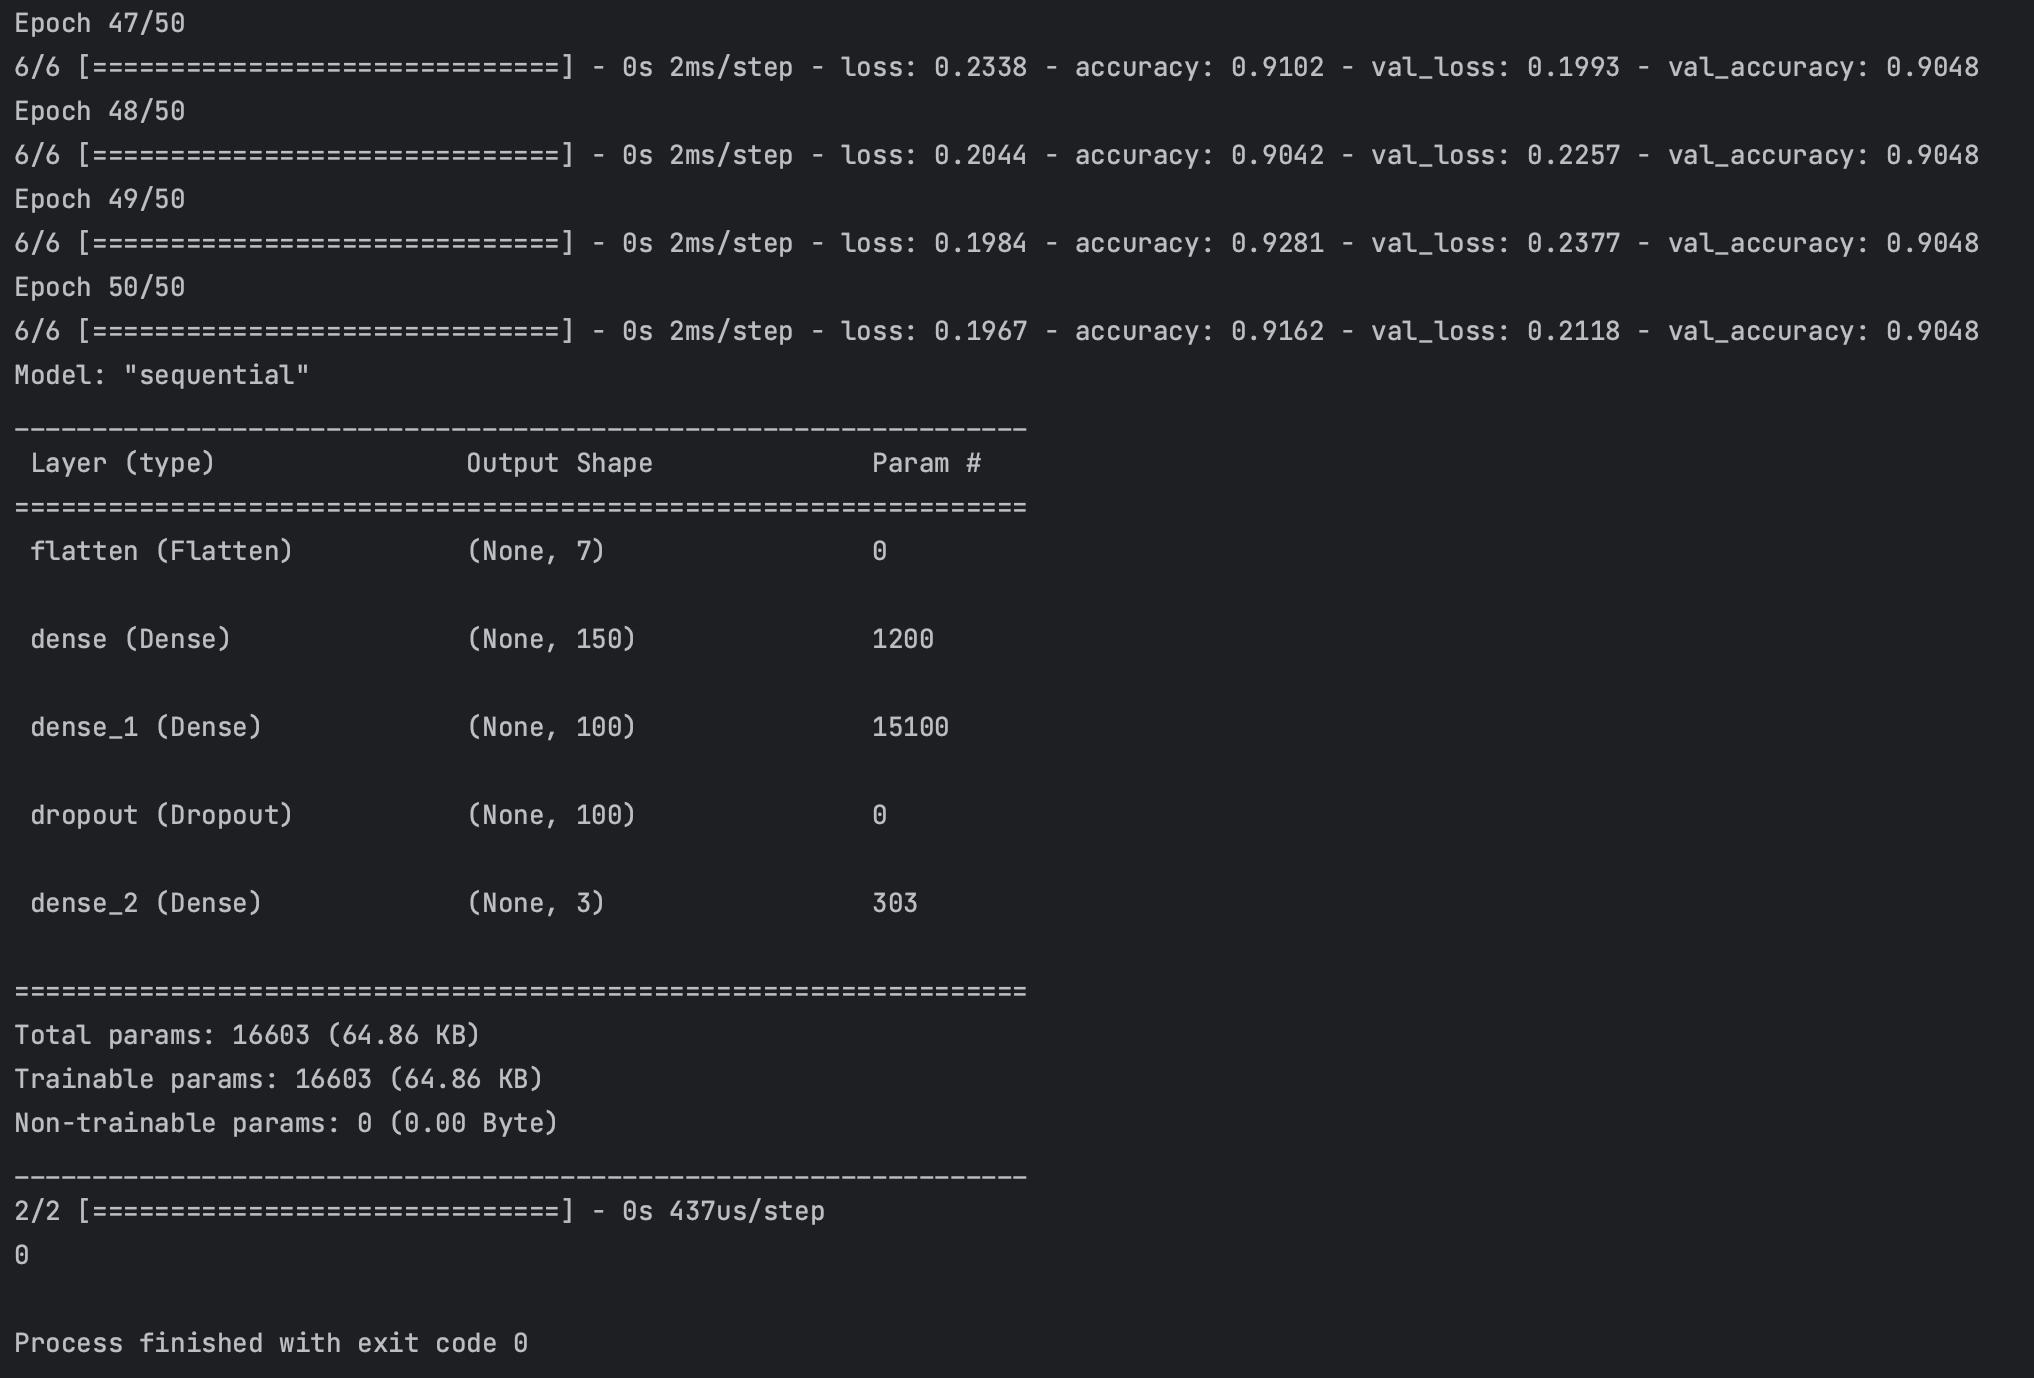 Epoch 47/50
6/6 [==============================] - 0s 2ms/step - loss: 0.2338 - accuracy: 0.9102 - val_loss: 0.1993 - val_accuracy: 0.9048
Epoch 48/50
6/6 [==============================] - 0s 2ms/step - loss: 0.2044 - accuracy: 0.9042 - val_loss: 0.2257 - val_accuracy: 0.9048
Epoch 49/50
6/6 [==============================] - 0s 2ms/step - loss: 0.1984 - accuracy: 0.9281 - val_loss: 0.2377 - val_accuracy: 0.9048
Epoch 50/50
6/6 [==============================] - 0s 2ms/step - loss: 0.1967 - accuracy: 0.9162 - val_loss: 0.2118 - val_accuracy: 0.9048
Model: "sequential"
_________________________________________________________________
 Layer (type)                Output Shape              Param #
=================================================================
 flatten (Flatten)           (None, 7)                 0
 dense (Dense)               (None, 150)               1200
 dense_1 (Dense)             (None, 100)               15100
 dropout (Dropout)           (None, 100)               0
 dense_2 (Dense)             (None, 3)                 303
=================================================================
Total params: 16603 (64.86 KB)
Trainable params: 16603 (64.86 KB)
Non-trainable params: 0 (0.00 Byte)
_________________________________________________________________
2/2 [==============================] - 0s 437us/step
0
Process finished with exit code 0